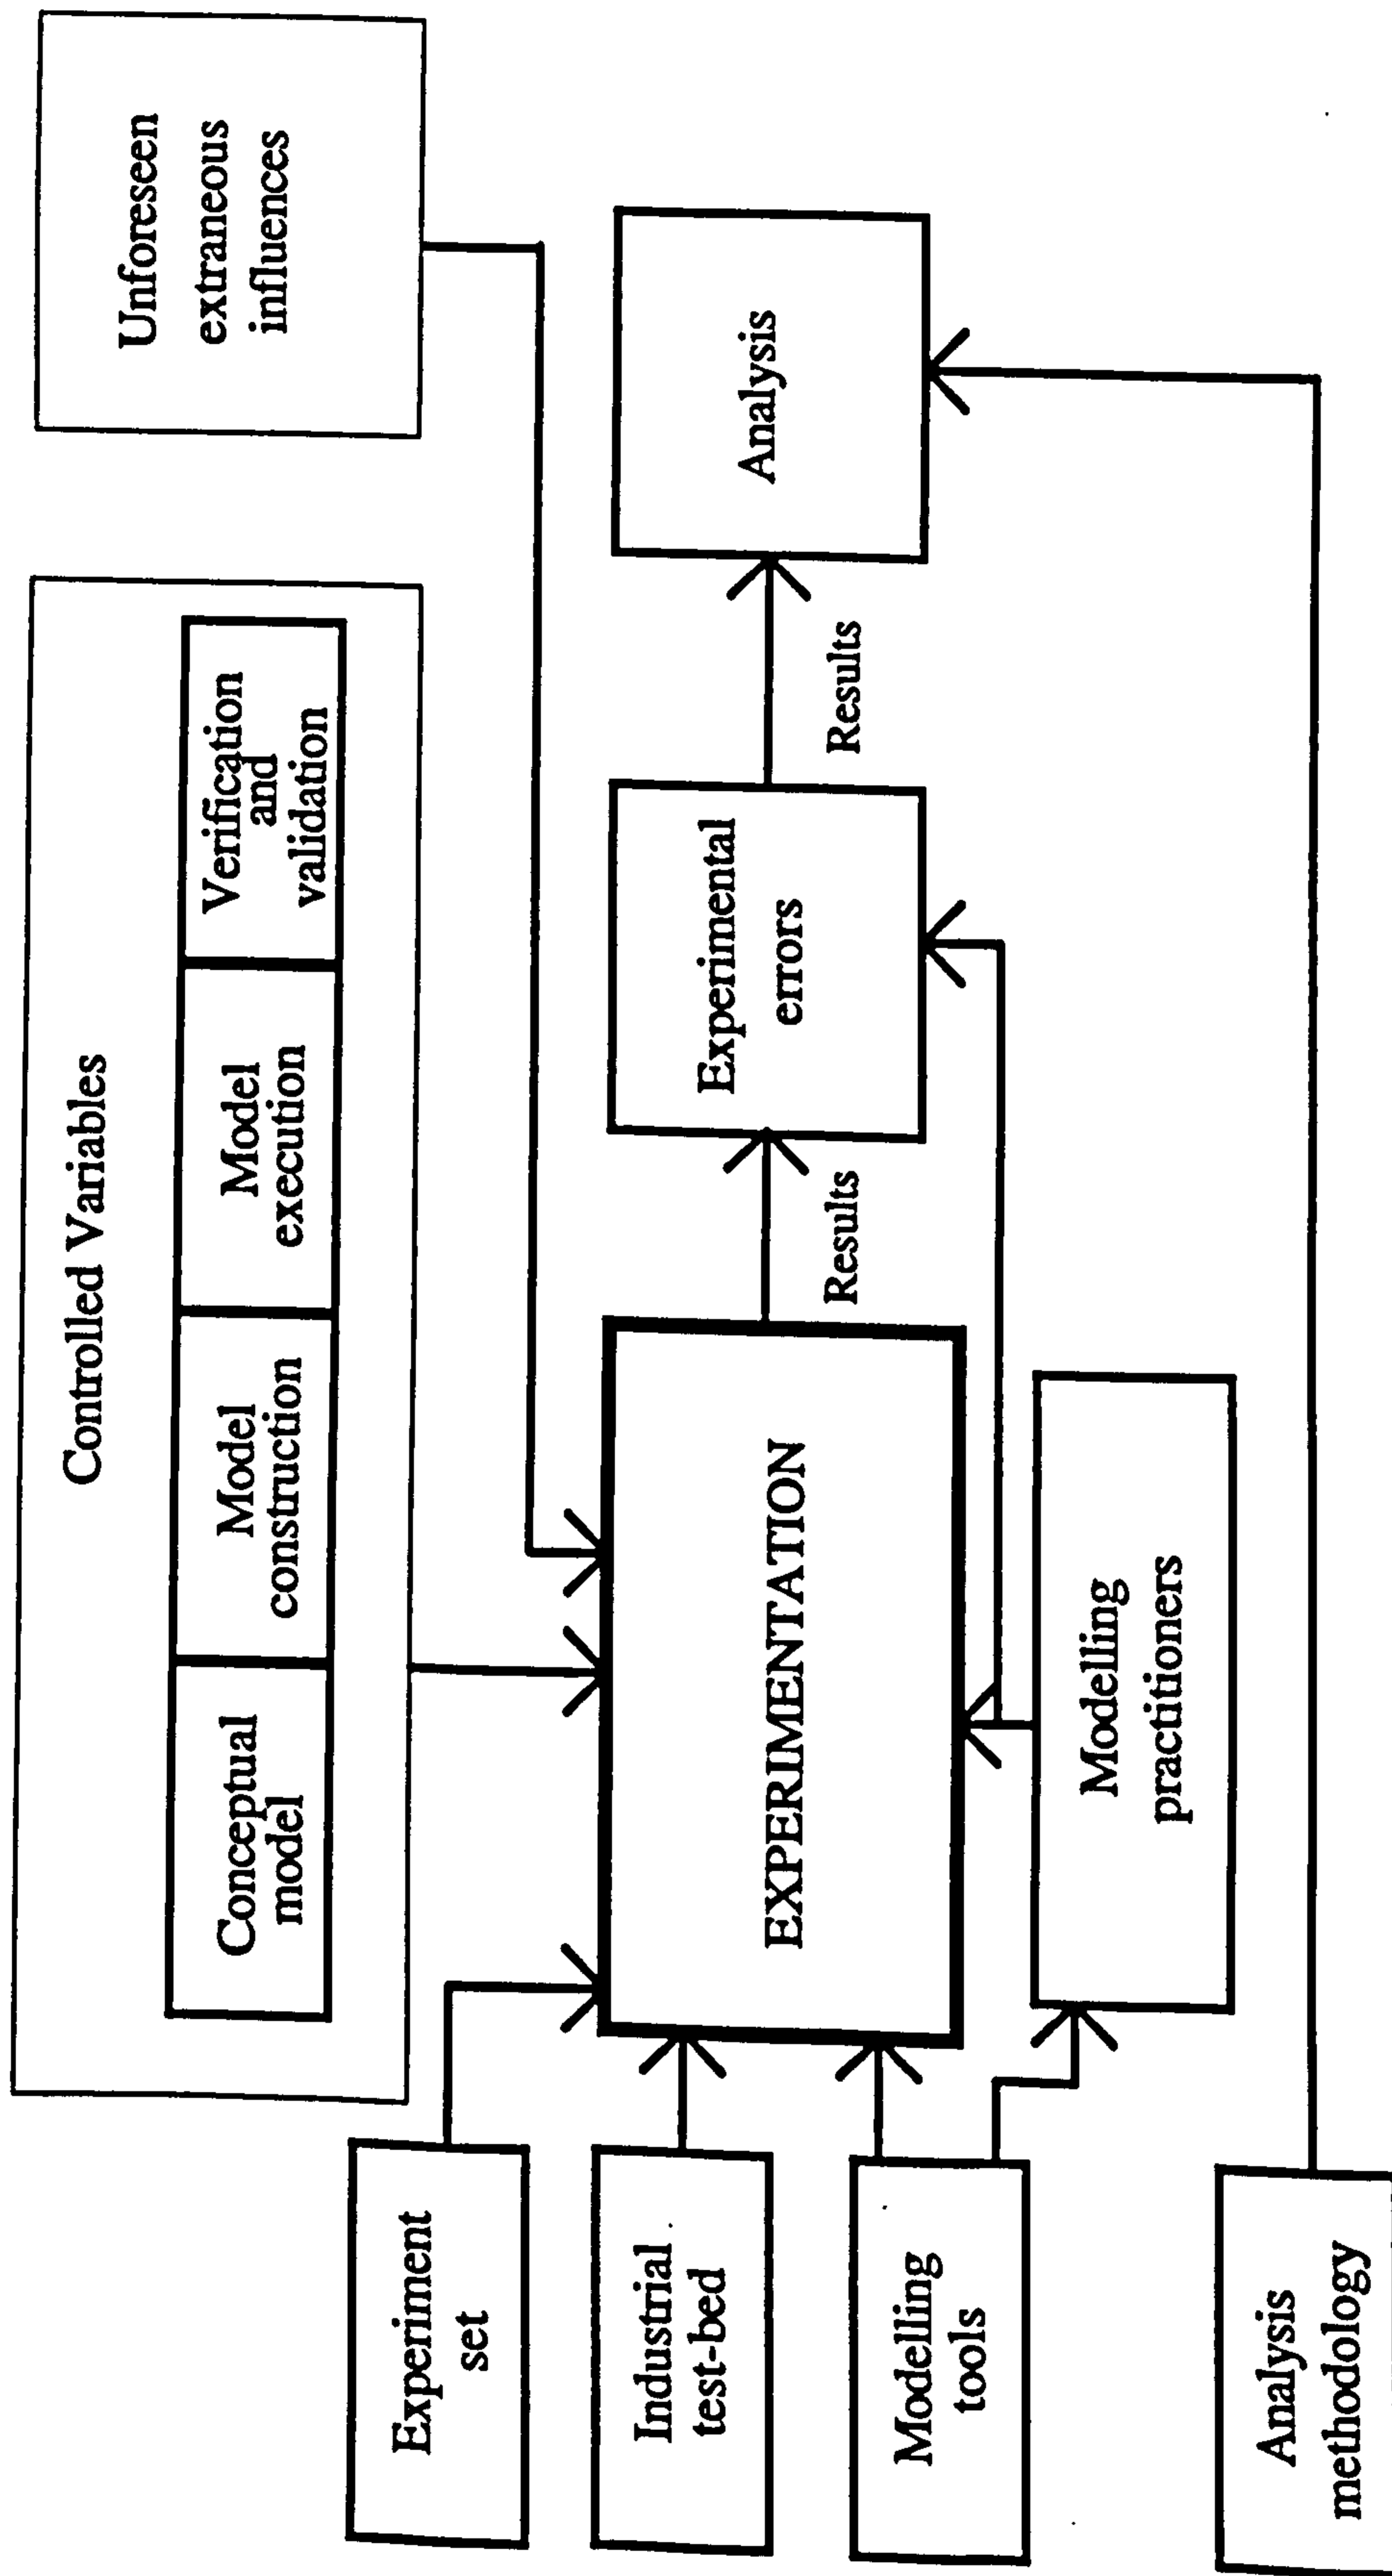 Controlled Variables
Conceptual
model
Model
construction
Model
execution
Verification
and
validation
Unforeseen
extraneous
influences
Experiment
set
Industrial
test-bed
Modelling
tools
Analysis
methodology
EXPERIMENTATION
Modelling
practitioners
Results
Experimental
errors
Results
Analysis